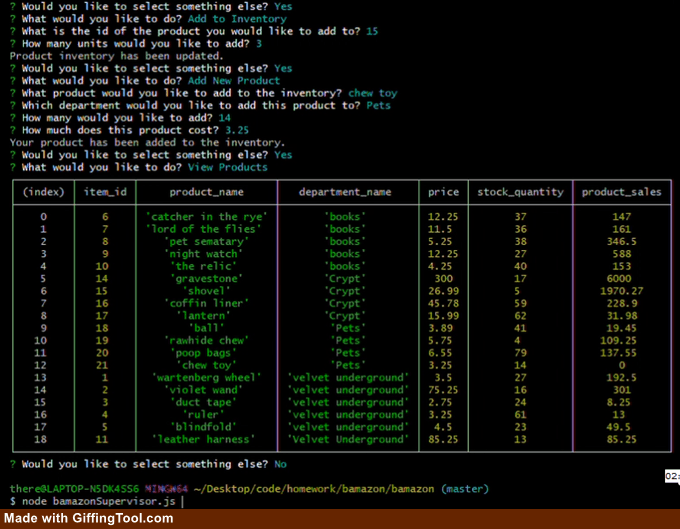 ? Would you like to select something else? Yes
? What would you like to do? Add to Inventory
? What is the id of the product you would like to add to? 15
? How many units would you like to add? 3
Product inventory has been updated.
? Would you like to select something else? Yes
? What would you like to do? Add New Product
? What product would you like to add to the inventory? chew toy
? Which department would you like to add this product to? Pets
? How many would you like to add? 14
? How much does this product cost? 3.25
Your product has been added to the inventory.
? Would you like to select something else? Yes
? What would you like to do? View Products
(index) item_id product_name department_name price stock_quantity product_sales
0 6 'catcher in the rye' 'books' 12.25 37 147
1 7 'lord of the flies' 'books' 11.5 36 161
2 8 'pet sematary' 'books' 5.25 38 346.5
3 9 'night watch' 'books' 12.25 27 588
4 10 'the relic' 'books' 4.25 40 153
5 14 'gravestone' 'Crypt' 300 17 6000
6 15 'shovel' 'Crypt' 26.99 5 1970.27
7 16 'coffin liner' 'Crypt' 45.78 59 228.9
8 17 'lantern' 'Crypt' 15.99 62 31.98
9 18 'ball' 'Pets' 3.89 41 19.45
10 19 'rawhide chew' 'Pets' 5.75 4 109.25
11 20 'poop bags' 'Pets' 6.55 79 137.55
12 21 'chew toy' 'Pets' 3.25 14 0
13 1 'wartenberg wheel' 'velvet underground' 3.5 27 192.5
14 2 'violet wand' 'velvet underground' 75.25 16 301
15 3 'duct tape' 'velvet underground' 2.75 24 8.25
16 4 'ruler' 'velvet underground' 3.25 61 13
17 5 'blindfold' 'velvet underground' 4.5 23 49.5
18 11 'leather harness' 'Velvet Underground' 85.25 13 85.25
? Would you like to select something else? No
02:
there@LAPTOP-N5DK4SS6 MINGW64 ~/Desktop/code/homework/bamazon/bamazon (master)
$ node bamazonSupervisor.js
Made with GiffingTool.com